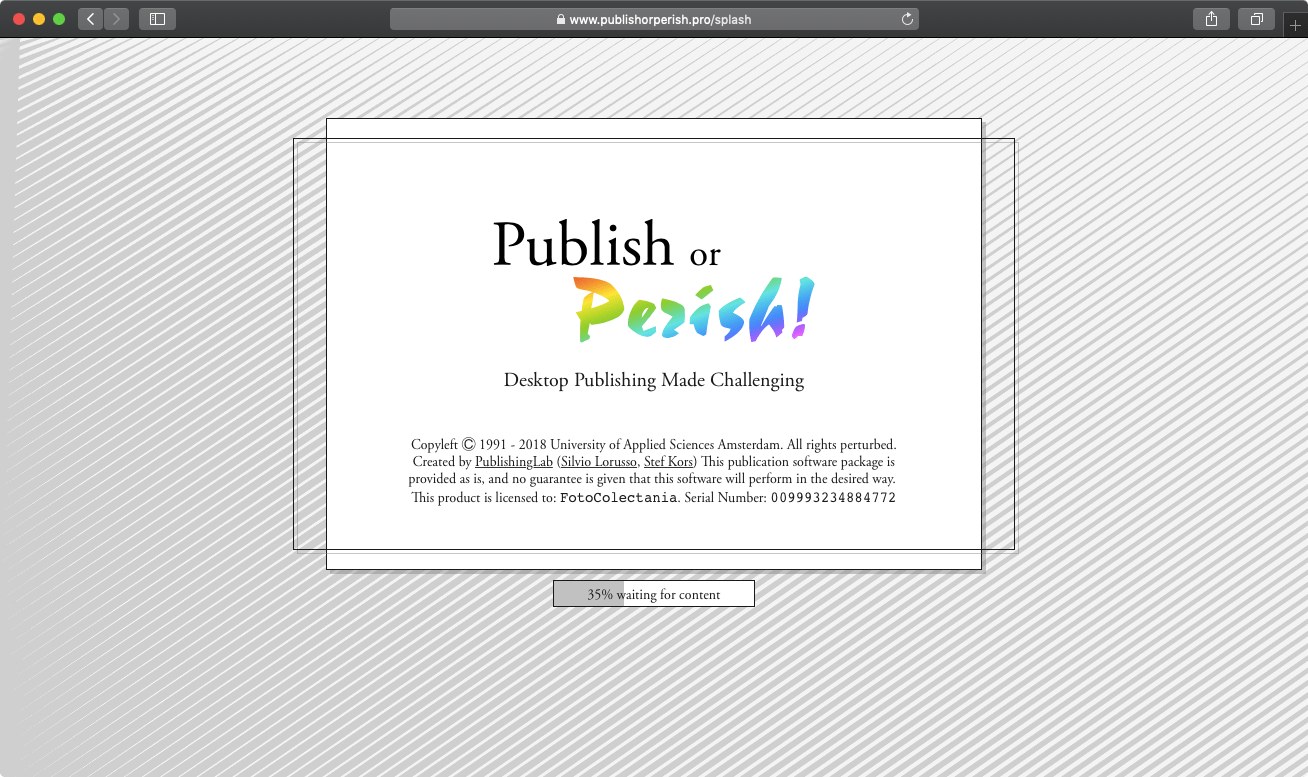 www.publishorperish.pro/splash
Publish or
Perish!
Desktop Publishing Made Challenging
Copyleft © 1991 - 2018 University of Applied Sciences Amsterdam. All rights perturbed.
Created by PublishingLab (Silvio Lorusso, Stef Kors) This publication software package is
provided as is, and no guarantee is given that this software will perform in the desired way.
This product is licensed to: FotoColectania. Serial Number: 009993234884772
35% waiting for content